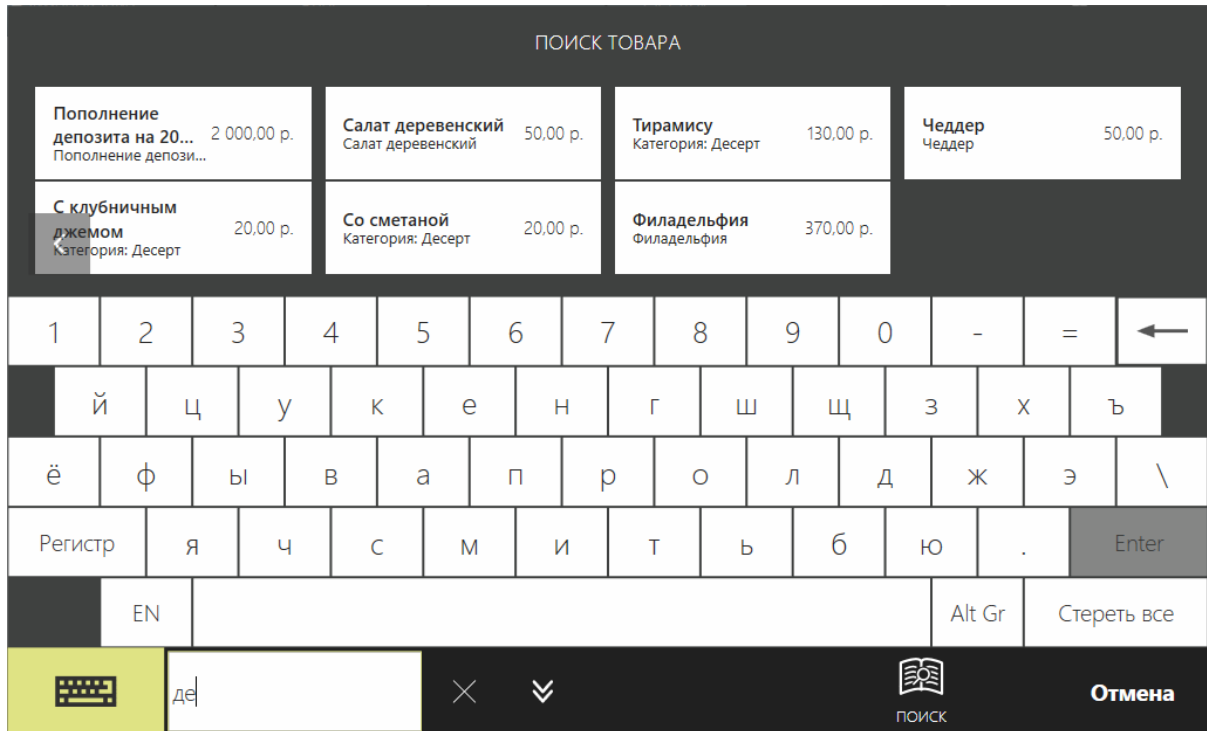 ПОИСК ТОВАРА
Пополнение
депозита на 20... 2 000,00 р.
Пополнение депози...
Салат деревенский 50,00 р.
Салат деревенский
Тирамису 130,00 р.
Категория: Десерт
Чеддер 50,00 р.
Чеддер
С клубничным
джемом 20,00 р.
Категория: Десерт
Со сметаной 20,00 р.
Категория: Десерт
Филадельфия 370,00 р.
Филадельфия
1 2 3 4 5 6 7 8 9 0 - =
й ц у к е н г ш щ з х ъ
ё ф ы в а п р о л д ж э \
Регистр я ч с м и т ь б ю . Enter
EN Alt Gr Стереть все
де ПОИСК Отмена